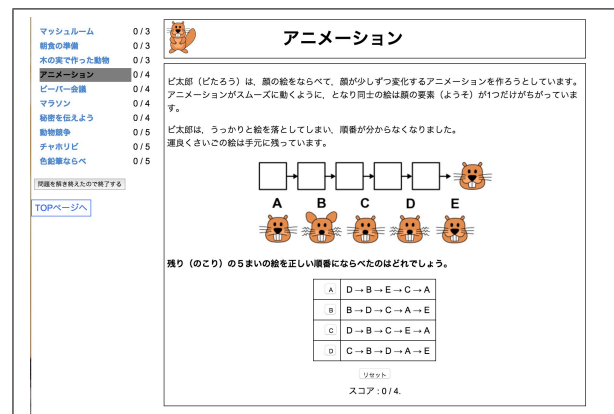 マッシュルーム 0 / 3
朝食の準備 0 / 3
木の実で作った動物 0 / 3
アニメーション 0 / 4
ビーバー会議 0 / 4
マラソン 0 / 4
秘密を伝えよう 0 / 4
動物競争 0 / 5
チャホリビ 0 / 5
色鉛筆ならべ 0 / 5
問題を解き終えたので終了する
TOPページへ
アニメーション
ビ太郎（ビたろう）は，顔の絵をならべて，顔が少しずつ変化するアニメーションを作ろうとしています。
アニメーションがスムーズに動くように，となり同士の絵は顔の要素（ようそ）が1つだけがちがっていま
す。
ビ太郎は，うっかりと絵を落としてしまい，順番が分からなくなりました。
運良くさいごの絵は手元に残っています。
A B C D E
残り（のこり）の５まいの絵を正しい順番にならべたのはどれでしょう。
A D→B→E→C→A
B B→D→C→A→E
C D→B→C→E→A
D C→B→D→A→E
リセット
スコア : 0 / 4.